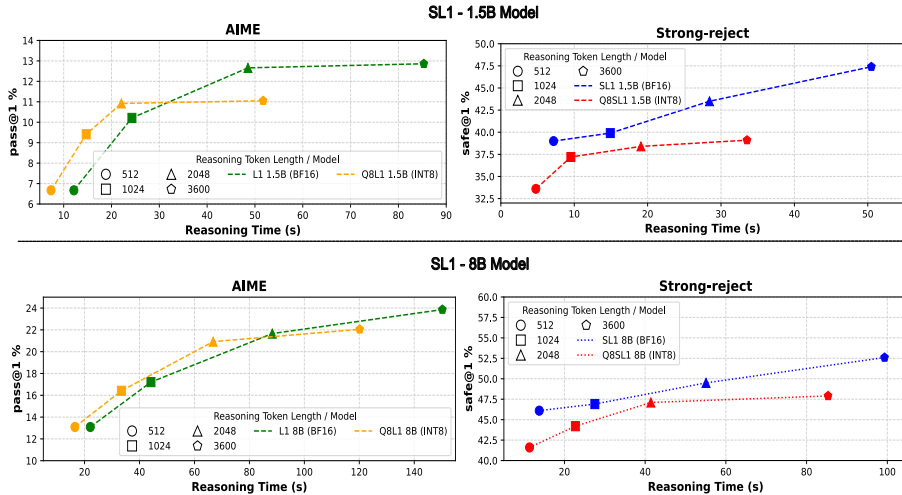 SL1 - 1.5B Model
AIME
13
12
11
10
9
8
7
6
pass@1 %
Reasoning Token Length / Model
512
1024
2048
3600
L1 1.5B (BF16)
Q8L1 1.5B (INT8)
10 20 30 40 50 60 70 80 90
14
Reasoning Time (s)
Strong-reject
50.0
47.5
45.0
42.5
40.0
37.5
35.0
32.5
safe@1 %
Reasoning Token Length / Model
512
1024
2048
3600
SL1 1,5B (BF16)
Q8SL1 1.5B (INT8)
0 10 20 30 40 50
Reasoning Time (s)
SL1 - 8B Model
AIME
24
22
20
18
16
14
12
10
pass@1 %
Reasoning Token Length / Model
512
1024
2048
3600
L1 8B (BF16)
Q8L1 8B (INT8)
20 40 60 80 100 120 140
Reasoning Time (s)
Strong-reject
60.0
57.5
55.0
52.5
50.0
47.5
45.0
42.5
40.0
safe@1 %
Reasoning Token Length / Model
512
1024
2048
3600
SL1 8B (BF16)
Q8SL1 8B (INT8)
20 40 60 80 100
Reasoning Time (s)